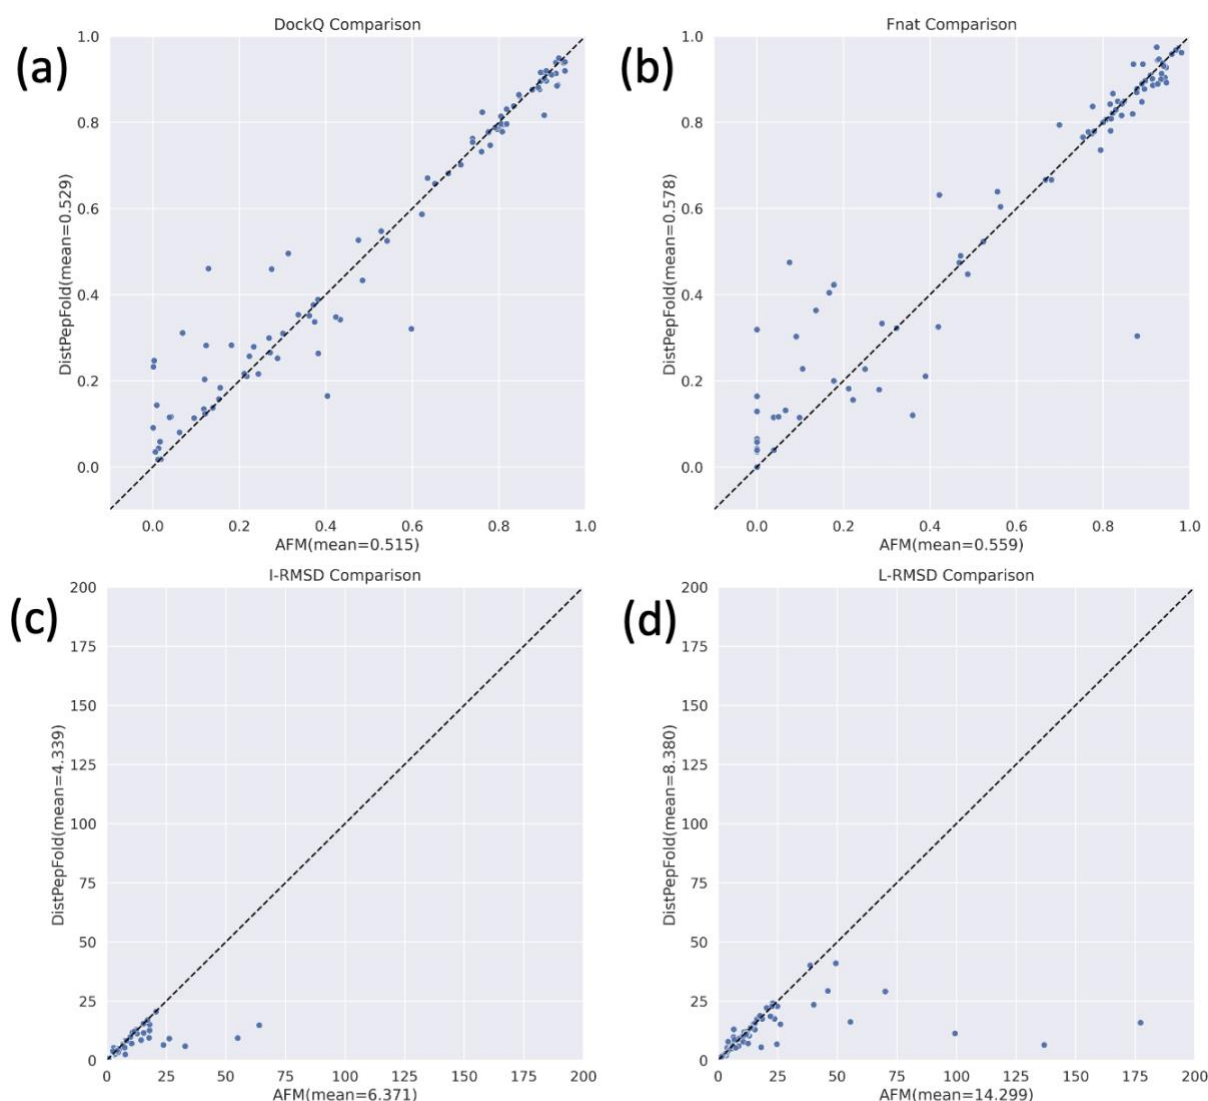 (a)
DockQ Comparison
1.0
0.8
0.6
0.4
0.2
0.0
DistPepFold(mean=0.529)
0.0 0.2 0.4 0.6 0.8 1.0
AFM(mean=0.515)
(b)
Fnat Comparison
1.0
0.8
0.6
0.4
0.2
0.0
DistPepFold(mean=0.578)
0.0 0.2 0.4 0.6 0.8 1.0
AFM(mean=0.559)
(c)
I-RMSD Comparison
200
175
150
125
100
75
50
25
0
DistPepFold(mean=4.339)
0 25 50 75 100 125 150 175 200
AFM(mean=6.371)
(d)
L-RMSD Comparison
200
175
150
125
100
75
50
25
0
DistPepFold(mean=8.380)
0 25 50 75 100 125 150 175 200
AFM(mean=14.299)